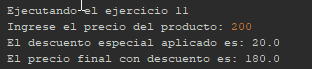 Ejecutando el ejercicio 11
Ingrese el precio del producto: 200
El descuento especial aplicado es: 20.0
El precio final con descuento es: 180.0